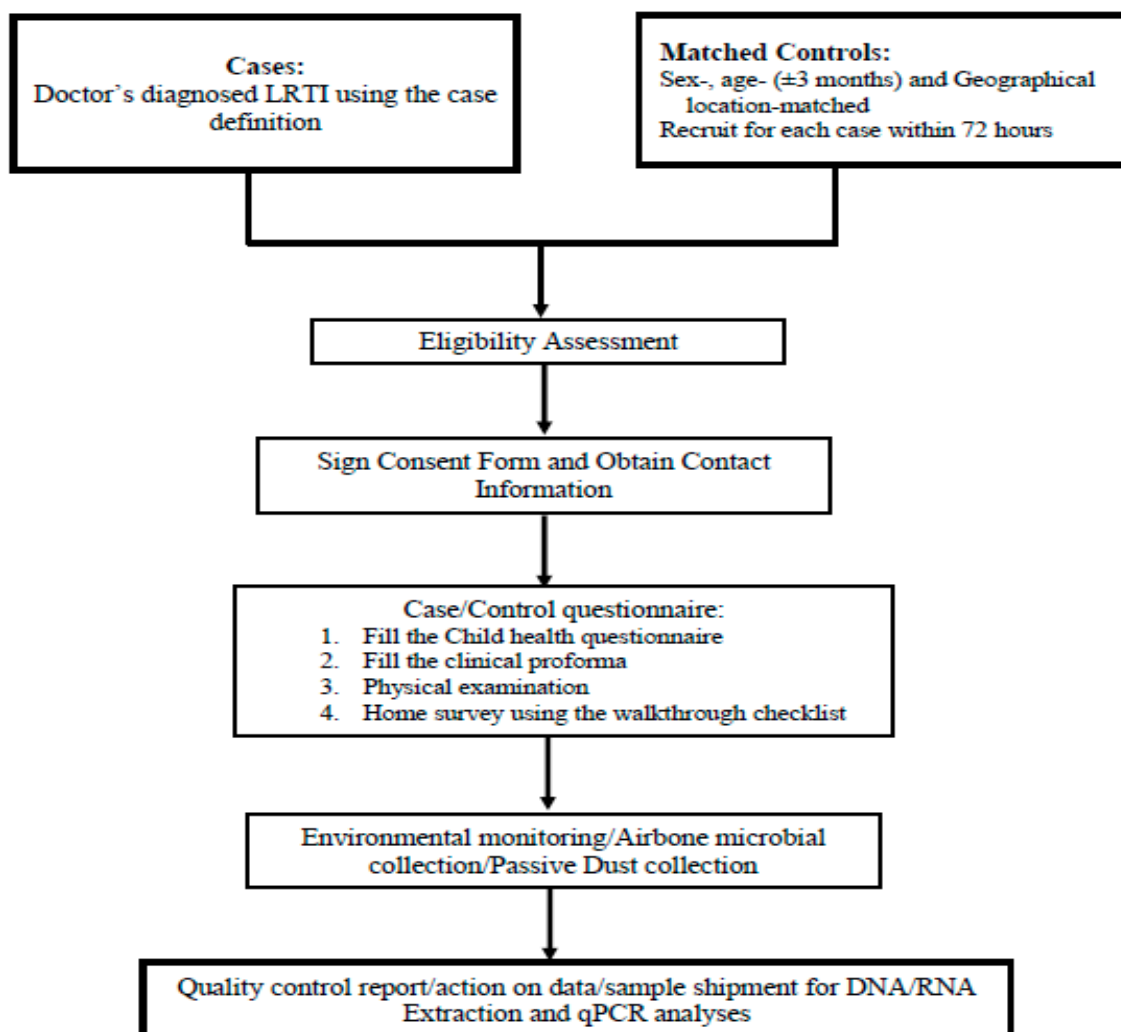 Cases:
Doctor's diagnosed LRTI using the case
definition
Matched Controls:
Sex-, age- (±3 months) and Geographical
location-matched
Recruit for each case within 72 hours
Eligibility Assessment
Sign Consent Form and Obtain Contact
Information
Case/Control questionnaire:
1. Fill the Child health questionnaire
2. Fill the clinical proforma
3. Physical examination
4. Home survey using the walkthrough checklist
Environmental monitoring/Airbone microbial
collection/Passive Dust collection
Quality control report/action on data/sample shipment for DNA/RNA
Extraction and qPCR analyses